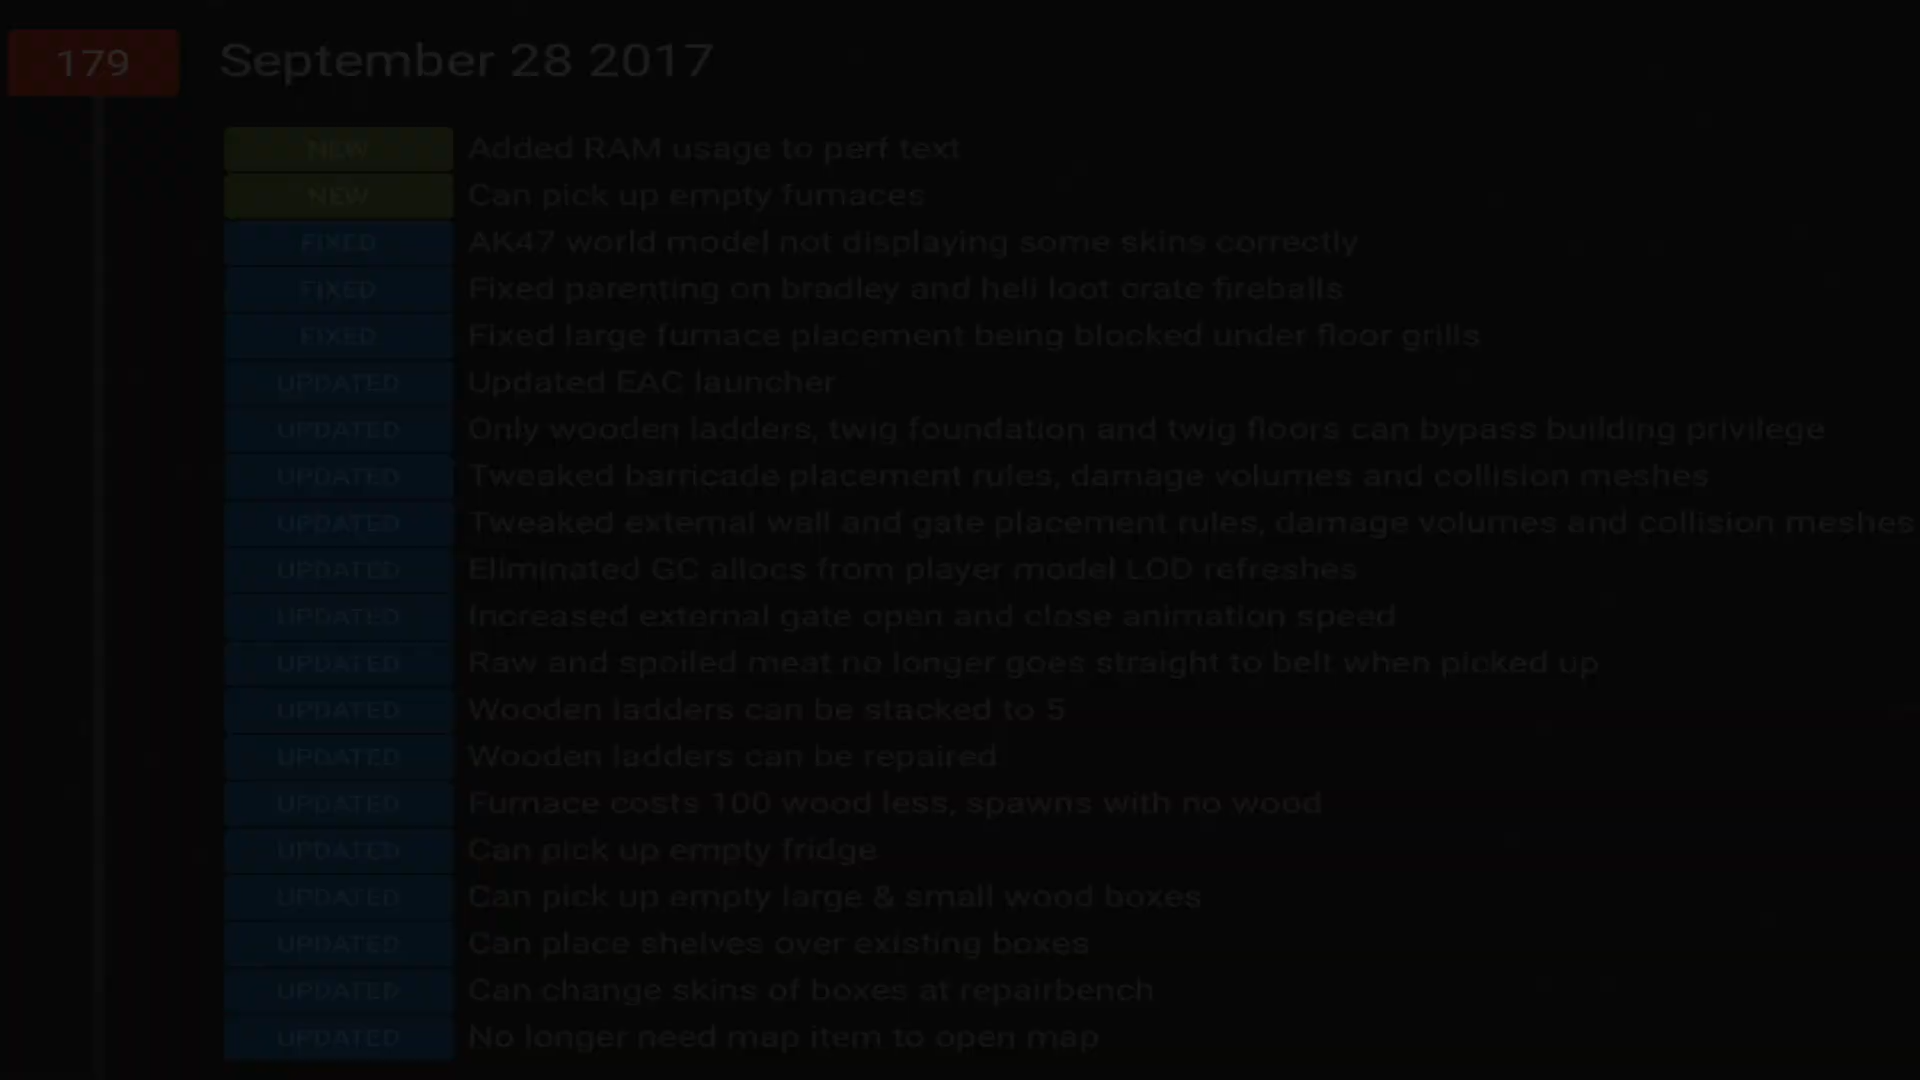 179 September 28 2017
NEW Added RAM usage to perf text
NEW Can pick up empty furnaces
FIXED AK47 world model not displaying some skins correctly
FIXED Fixed parenting on bradley and heli loot crate fireballs
FIXED Fixed large furnace placement being blocked under floor grills
UPDATED Updated EAC launcher
UPDATED Only wooden ladders, twig foundation and twig floors can bypass building privilege
UPDATED Tweaked barricade placement rules, damage volumes and collision meshes
UPDATED Tweaked external wall and gate placement rules, damage volumes and collision meshes
UPDATED Eliminated GC allocs from player model LOD refreshes
UPDATED Increased external gate open and close animation speed
UPDATED Raw and spoiled meat no longer goes straight to belt when picked up
UPDATED Wooden ladders can be stacked to 5
UPDATED Wooden ladders can be repaired
UPDATED Furnace costs 100 wood less, spawns with no wood
UPDATED Can pick up empty fridge
UPDATED Can pick up empty large & small wood boxes
UPDATED Can place shelves over existing boxes
UPDATED Can change skins of boxes at repairbench
UPDATED No longer need map item to open map